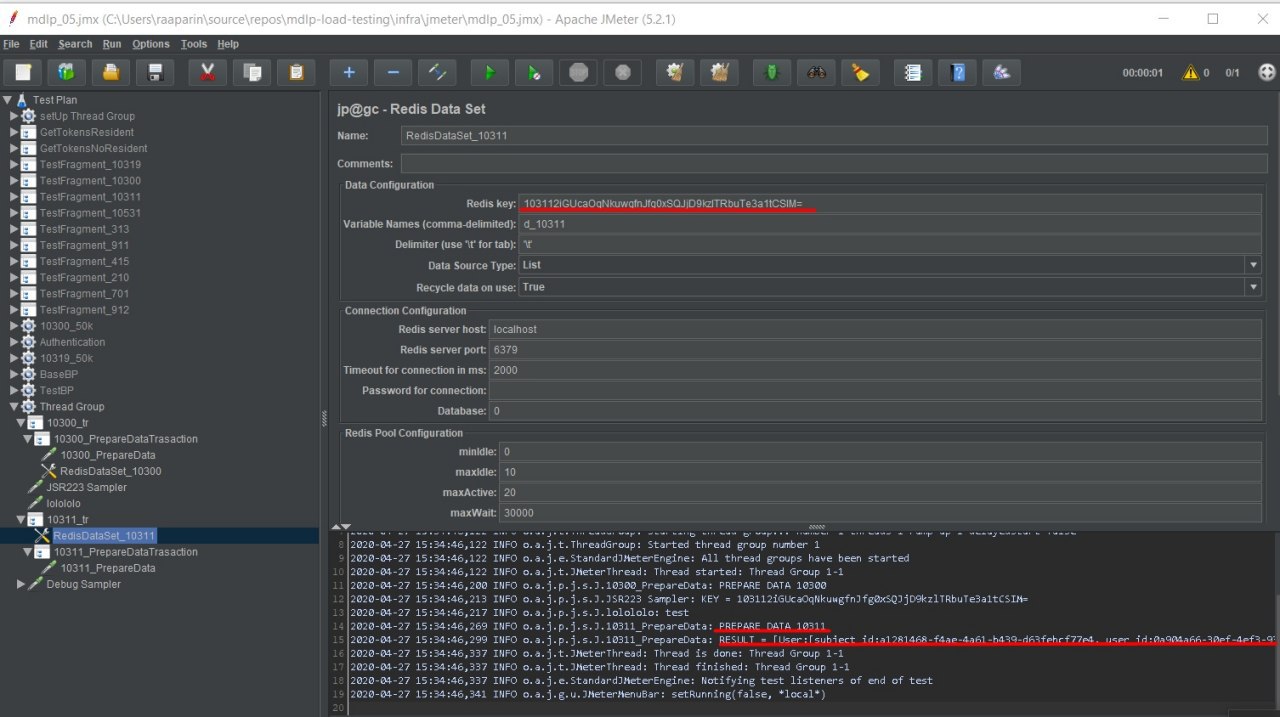 mdlp_05.jmx (C:\Users\raaparin\source\repos\mdlp-load-testing\infra\jmeter\mdlp_05.jmx) - Apache JMeter (5.2.1)
File Edit Search Run Options Tools Help
00:00:01 0 0/1
Test Plan
setUp Thread Group
GetTokensResident
GetTokensNoResident
TestFragment_10319
TestFragment_10300
TestFragment_10311
TestFragment_10531
TestFragment_313
TestFragment_911
TestFragment_415
TestFragment_210
TestFragment_701
TestFragment_912
10300_50k
Authentication
10319_50k
BaseBP
TestBP
Thread Group
10300_tr
10300_PrepareDataTrasaction
10300_PrepareData
RedisDataSet_10300
JSR223 Sampler
lolololo
10311_tr
RedisDataSet_10311
10311_PrepareDataTrasaction
10311_PrepareData
Debug Sampler
jp@gc - Redis Data Set
Name: RedisDataSet_10311
Comments:
Data Configuration
Redis key: 103112iGUcaOqNkuwgfnJfg0xSQJjD9kzlTRbuTe3a1tCSIM=
Variable Names (comma-delimited): d_10311
Delimiter (use '\t' for tab): '\t'
Data Source Type: List
Recycle data on use: True
Connection Configuration
Redis server host: localhost
Redis server port: 6379
Timeout for connection in ms: 2000
Password for connection:
Database: 0
Redis Pool Configuration
minIdle: 0
maxIdle: 10
maxActive: 20
maxWait: 30000
8 2020-04-27 15:34:46,122 INFO o.a.j.t.ThreadGroup: Started thread group number 1
9 2020-04-27 15:34:46,122 INFO o.a.j.e.StandardJMeterEngine: All thread groups have been started
10 2020-04-27 15:34:46,122 INFO o.a.j.t.JMeterThread: Thread started: Thread Group 1-1
11 2020-04-27 15:34:46,200 INFO o.a.j.p.j.s.J.10300_PrepareData: PREPARE DATA 10300
12 2020-04-27 15:34:46,213 INFO o.a.j.p.j.s.J.JSR223 Sampler: KEY = 103112iGUcaOqNkuwgfnJfg0xSQJjD9kzlTRbuTe3a1tCSIM=
13 2020-04-27 15:34:46,217 INFO o.a.j.p.j.s.J.lolololo: test
14 2020-04-27 15:34:46,269 INFO o.a.j.p.j.s.J.10311_PrepareData: PREPARE DATA 10311
15 2020-04-27 15:34:46,299 INFO o.a.j.p.j.s.J.10311_PrepareData: RESULT = [User:[subject_id:a1281468-f4ae-4a61-b439-d63febcf77e4, user_id:0a904a66-30ef-4ef3-9
16 2020-04-27 15:34:46,337 INFO o.a.j.t.JMeterThread: Thread is done: Thread Group 1-1
17 2020-04-27 15:34:46,337 INFO o.a.j.t.JMeterThread: Thread finished: Thread Group 1-1
18 2020-04-27 15:34:46,337 INFO o.a.j.e.StandardJMeterEngine: Notifying test listeners of end of test
19 2020-04-27 15:34:46,341 INFO o.a.j.g.u.JMeterMenuBar: setRunning(false, *local*)
20